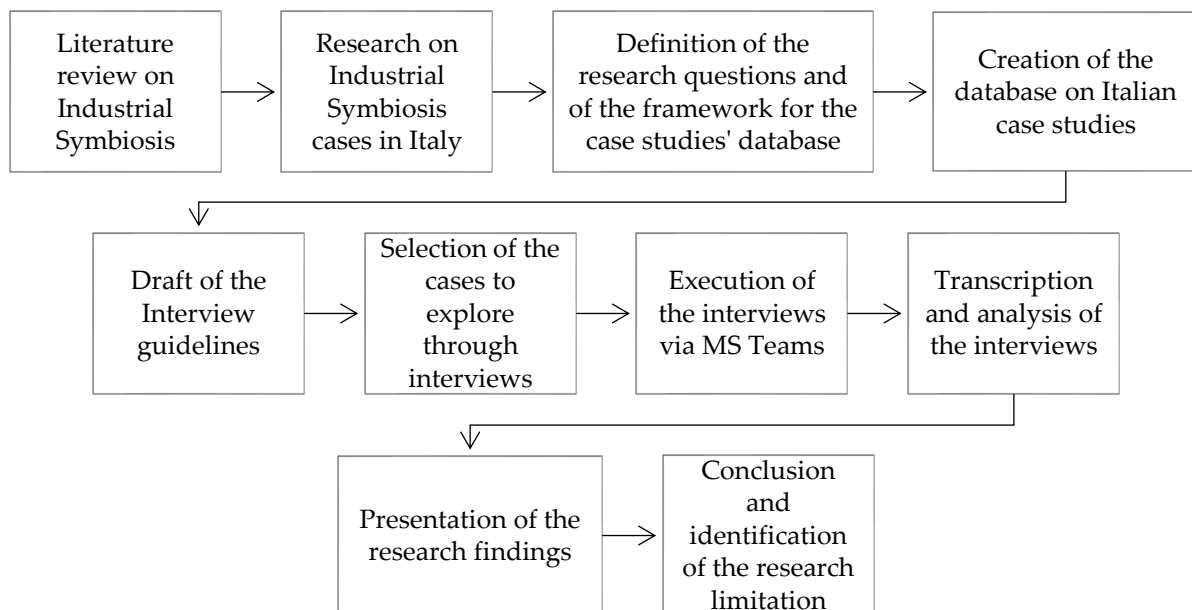 Literature
review on
Industrial
Symbiosis
Research on
Industrial
Symbiosis
cases in Italy
Definition of the
research questions and
of the framework for the
case studies' database
Creation of the
database on Italian
case studies
Draft of the
Interview
guidelines
Selection of the
cases to
explore
through
interviews
Execution of
the interviews
via MS Teams
Transcription
and analysis of
the interviews
Presentation of the
research findings
Conclusion
and
identification
of the research
limitation